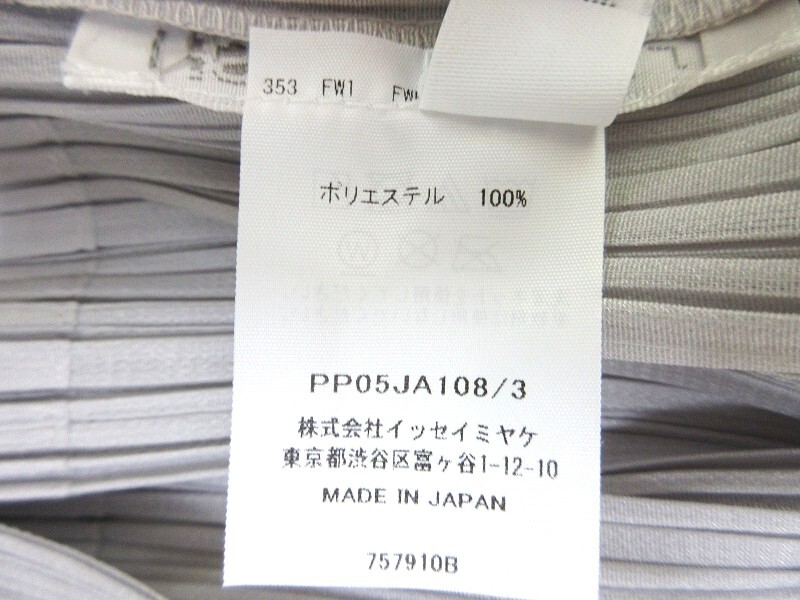 353 FW1 FW
ポリエステル 100%
PP05JA108/3
株式会社イッセイミヤケ
東京都渋谷区富ヶ谷1-12-10
MADE IN JAPAN
757910B